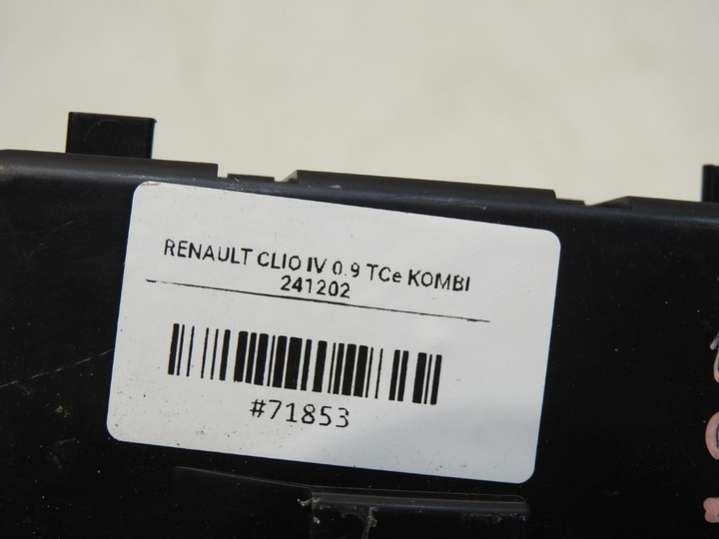 RENAULT CLIO IV 0.9 TCe KOMBI
241202
#71853